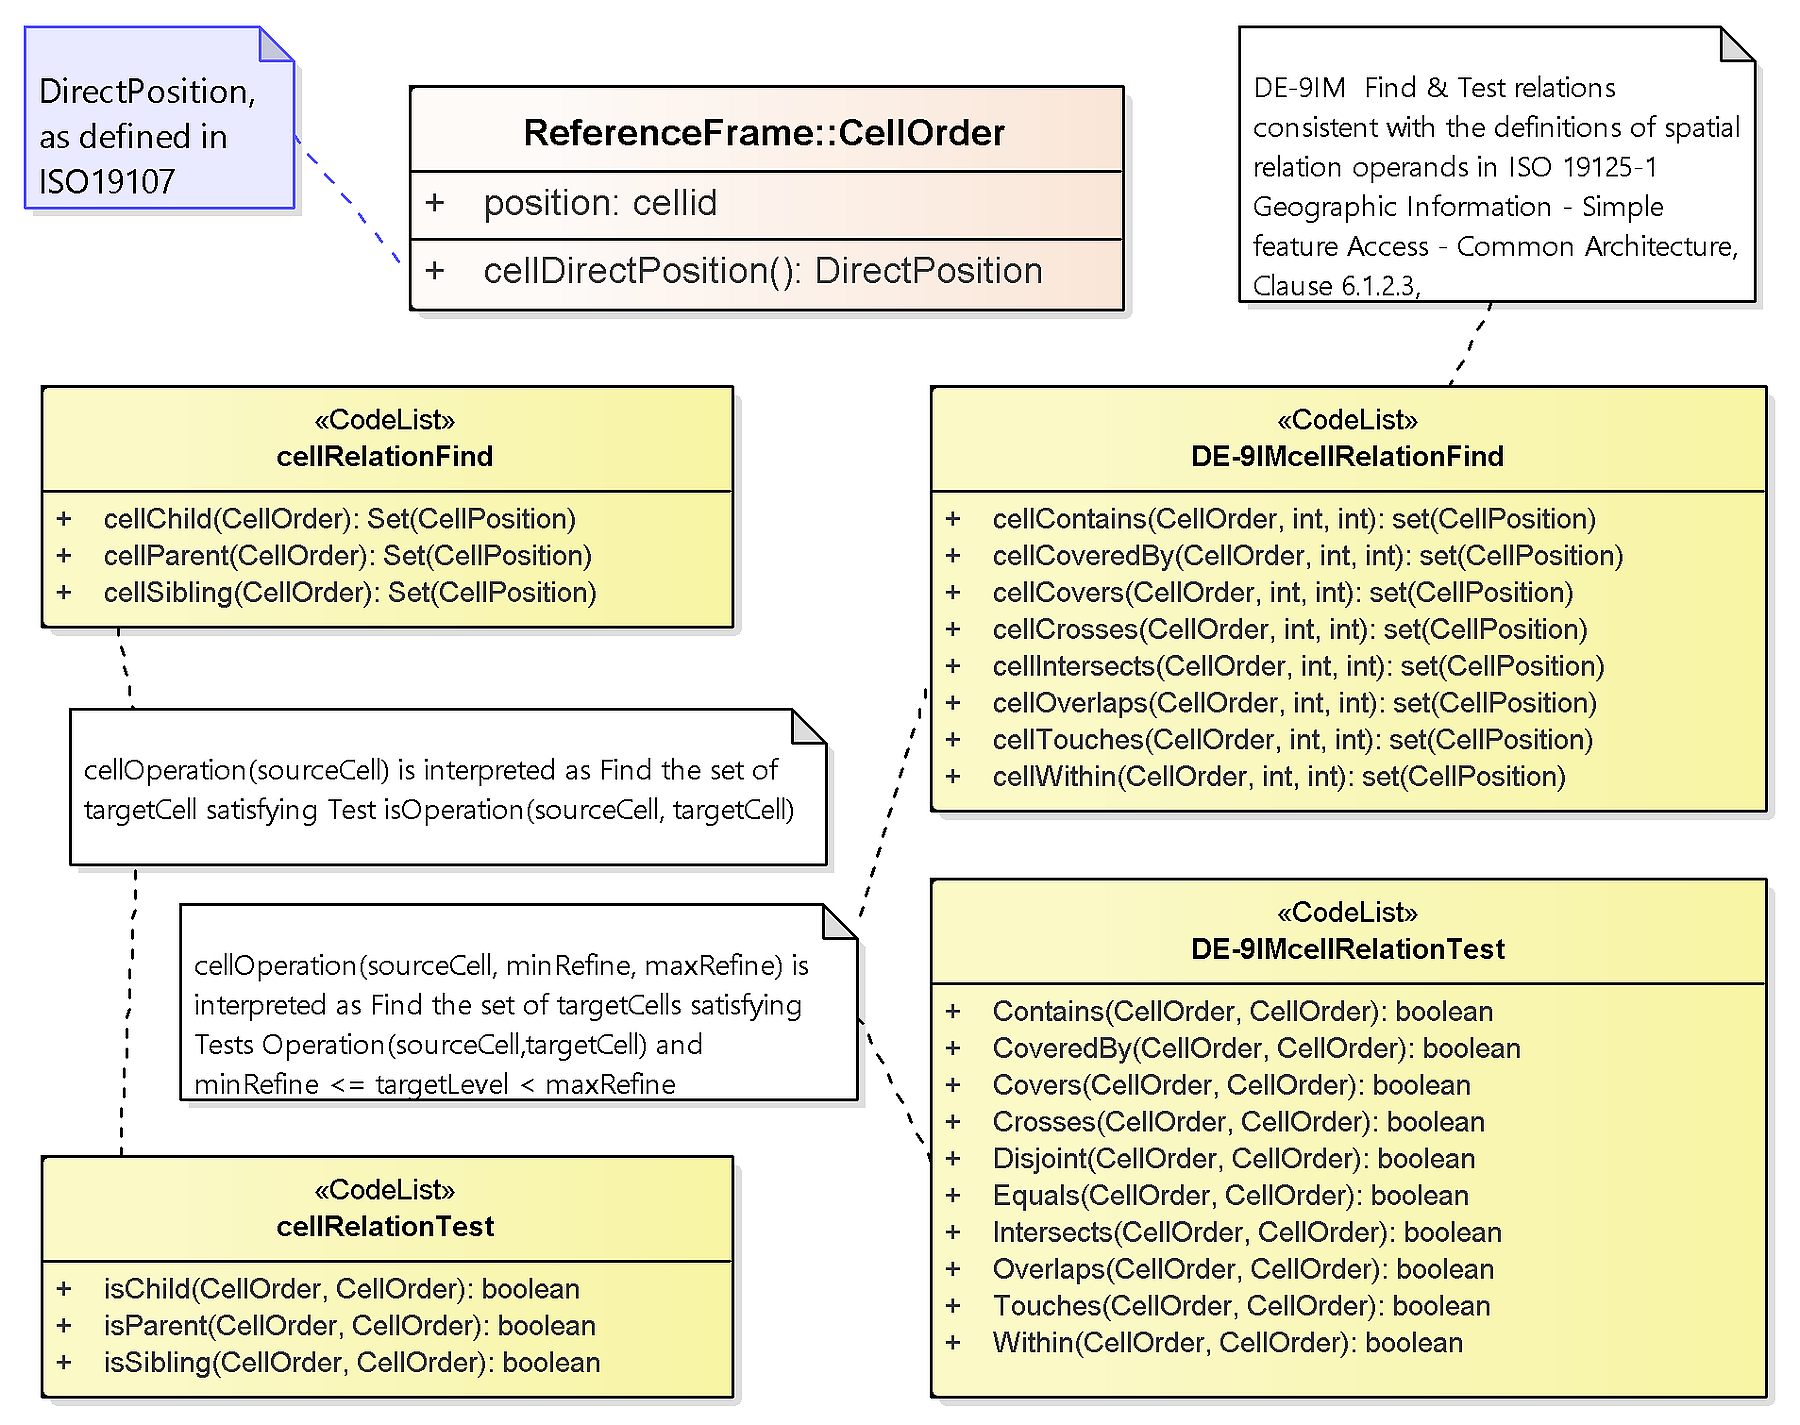 DirectPosition,
as defined in
ISO19107
ReferenceFrame::CellOrder
+ position: cellid
+ cellDirectPosition(): DirectPosition
DE-9IM Find & Test relations
consistent with the definitions of spatial
relation operands in ISO 19125-1
Geographic Information - Simple
feature Access - Common Architecture,
Clause 6.1.2.3,
«CodeList»
cellRelationFind
+ cellChild(CellOrder): Set(CellPosition)
+ cellParent(CellOrder): Set(CellPosition)
+ cellSibling(CellOrder): Set(CellPosition)
«CodeList»
DE-9IMcellRelationFind
+ cellContains(CellOrder, int, int): set(CellPosition)
+ cellCoveredBy(CellOrder, int, int): set(CellPosition)
+ cellCovers(CellOrder, int, int): set(CellPosition)
+ cellCrosses(CellOrder, int, int): set(CellPosition)
+ cellIntersects(CellOrder, int, int): set(CellPosition)
+ cellOverlaps(CellOrder, int, int): set(CellPosition)
+ cellTouches(CellOrder, int, int): set(CellPosition)
+ cellWithin(CellOrder, int, int): set(CellPosition)
cellOperation(sourceCell) is interpreted as Find the set of
targetCell satisfying Test isOperation(sourceCell, targetCell)
cellOperation(sourceCell, minRefine, maxRefine) is
interpreted as Find the set of targetCells satisfying
Tests Operation(sourceCell,targetCell) and
minRefine <= targetLevel < maxRefine
«CodeList»
DE-9IMcellRelationTest
+ Contains(CellOrder, CellOrder): boolean
+ CoveredBy(CellOrder, CellOrder): boolean
+ Covers(CellOrder, CellOrder): boolean
+ Crosses(CellOrder, CellOrder): boolean
+ Disjoint(CellOrder, CellOrder): boolean
+ Equals(CellOrder, CellOrder): boolean
+ Intersects(CellOrder, CellOrder): boolean
+ Overlaps(CellOrder, CellOrder): boolean
+ Touches(CellOrder, CellOrder): boolean
+ Within(CellOrder, CellOrder): boolean
«CodeList»
cellRelationTest
+ isChild(CellOrder, CellOrder): boolean
+ isParent(CellOrder, CellOrder): boolean
+ isSibling(CellOrder, CellOrder): boolean